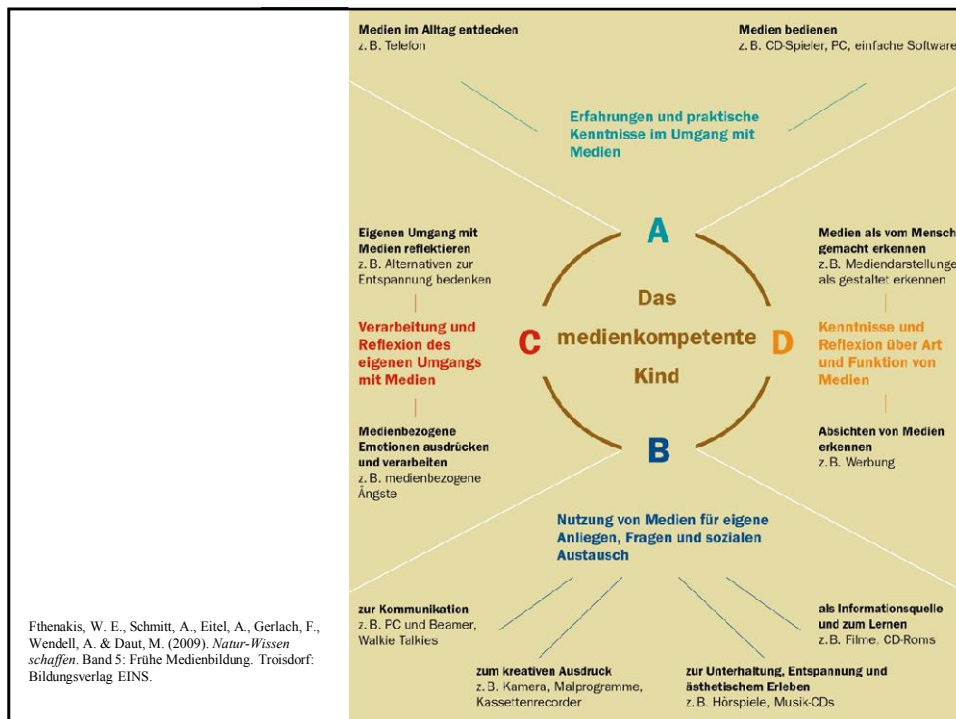 Medien im Alltag entdecken
z. B. Telefon
Medien bedienen
z. B. CD-Spieler, PC, einfache Software
Erfahrungen und praktische
Kenntnisse im Umgang mit
Medien
A
Eigenen Umgang mit
Medien reflektieren
z. B. Alternativen zur
Entspannung bedenken
Verarbeitung und
Reflexion des
eigenen Umgangs
mit Medien
Medienbezogene
Emotionen ausdrücken
und verarbeiten
z. B. medienbezogene
Ängste
C
Das
medienkompetente
Kind
D
Medien als vom Mensch
gemacht erkennen
z. B. Mediendarstellunge
als gestaltet erkennen
Kenntnisse und
Reflexion über Art
und Funktion von
Medien
Absichten von Medien
erkennen
z. B. Werbung
B
Nutzung von Medien für eigene
Anliegen, Fragen und sozialen
Austausch
zur Kommunikation
z. B. PC und Beamer,
Walkie Talkies
zum kreativen Ausdruck
z. B. Kamera, Malprogramme,
Kassettenrecorder
zur Unterhaltung, Entspannung und
ästhetischem Erleben
z. B. Hörspiele, Musik-CDs
als Informationsquelle
und zum Lernen
z. B. Filme, CD-Roms
Fthenakis, W. E., Schmitt, A., Eitel, A., Gerlach, F.,
Wendell, A. & Daut, M. (2009). Natur-Wissen
schaffen. Band 5: Frühe Medienbildung. Troisdorf:
Bildungsverlag EINS.